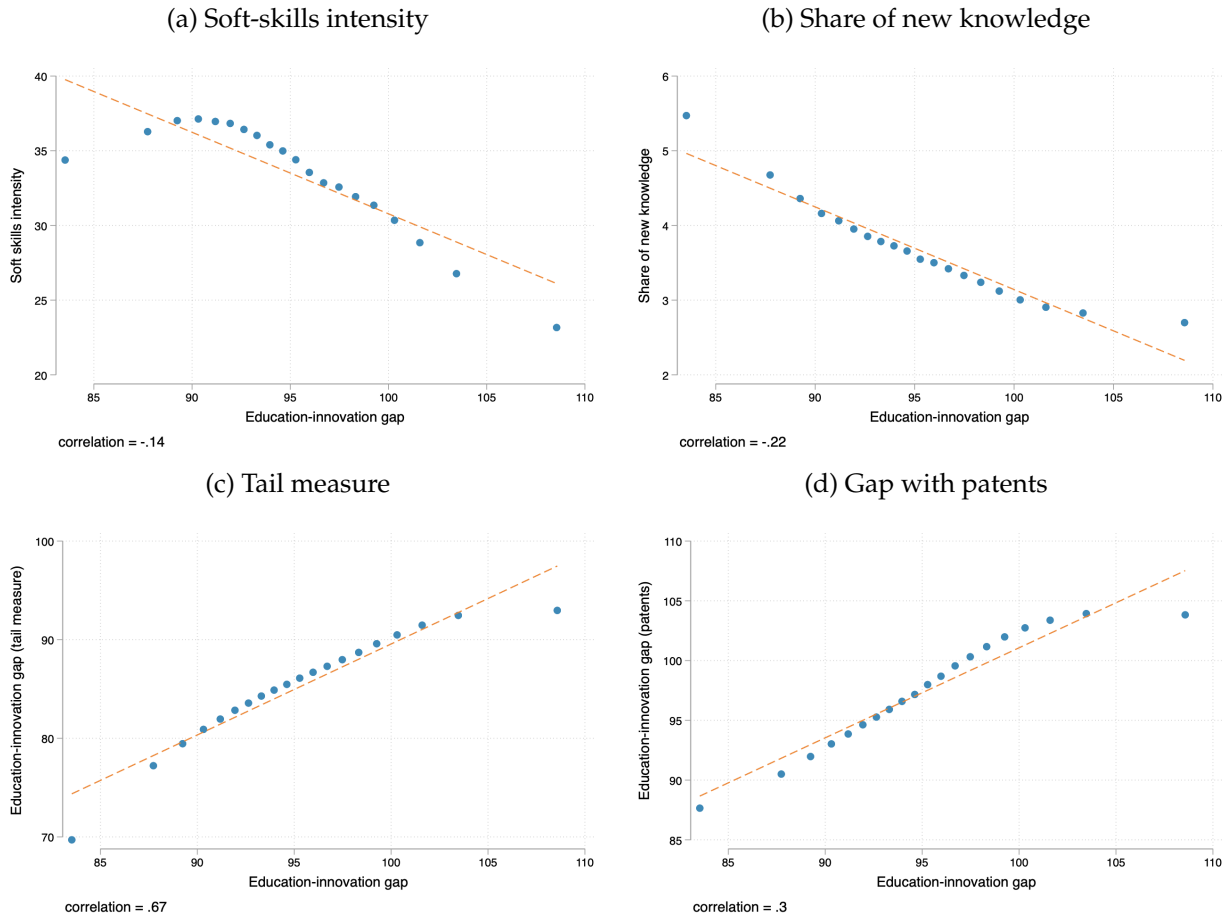 (a) Soft-skills intensity
40
35
30
25
20
Soft skills intensity
85 90 95 100 105 110
Education-innovation gap
correlation = -.14
(b) Share of new knowledge
6
5
4
3
2
Share of new knowledge
85 90 95 100 105 110
Education-innovation gap
correlation = -.22
(c) Tail measure
100
90
80
70
Education-innovation gap (tail measure)
85 90 95 100 105 110
Education-innovation gap
correlation = .67
(d) Gap with patents
110
105
100
95
90
85
Education-innovation gap (patents)
85 90 95 100 105 110
Education-innovation gap
correlation = .3